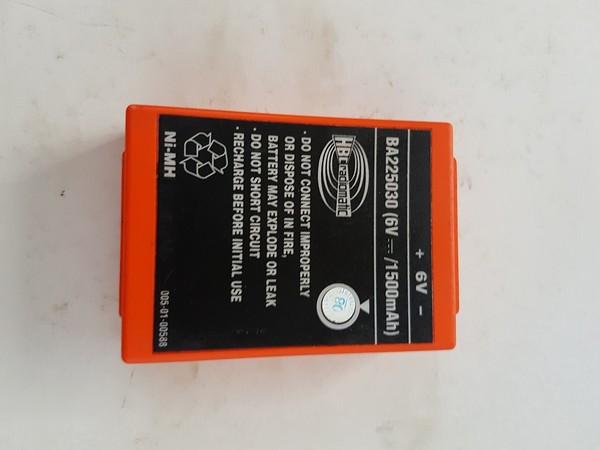 + 6V –
BA225030 (6V ⎓ /1500mAh)
HBC radiomatic
· DO NOT CONNECT IMPROPERLY
OR DISPOSE OF IN FIRE,
BATTERY MAY EXPLODE OR LEAK
· DO NOT SHORT CIRCUIT
· RECHARGE BEFORE INITIAL USE
Ni-MH
005-01-00588